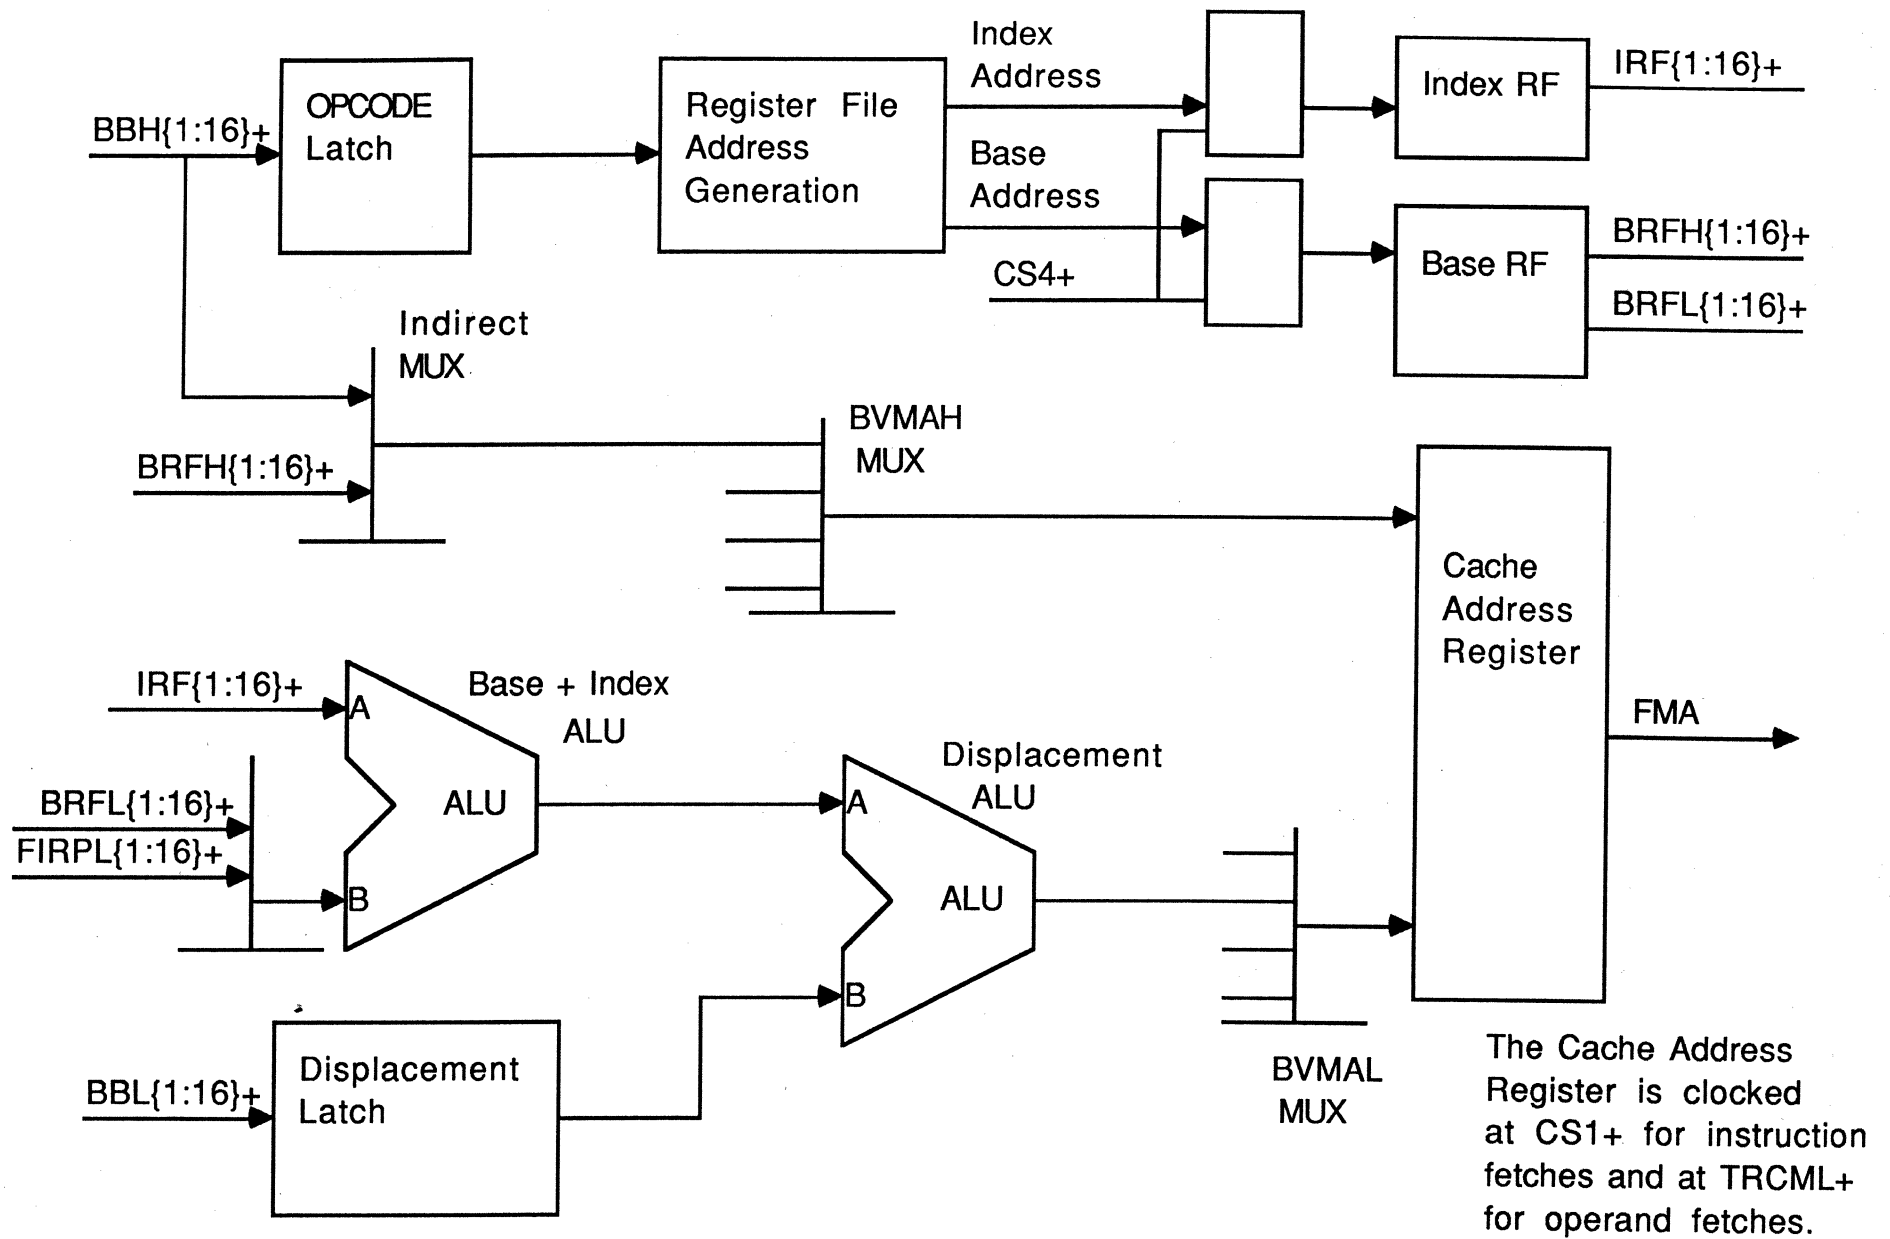 BBH{1:16}+
OPCODE
Latch
Register File
Address
Generation
Index
Address
Base
Address
CS4+
Index RF
IRF{1:16}+
Base RF
BRFH{1:16}+
BRFL{1:16}+
Indirect
MUX
BRFH{1:16}+
BVMAH
MUX
Cache
Address
Register
FMA
IRF{1:16}+
A
Base + Index
ALU
BRFL{1:16}+
FIRPL{1:16}+
ALU
B
Displacement
ALU
A
ALU
B
BBL{1:16}+
Displacement
Latch
BVMAL
MUX
The Cache Address
Register is clocked
at CS1+ for instruction
fetches and at TRCML+
for operand fetches.